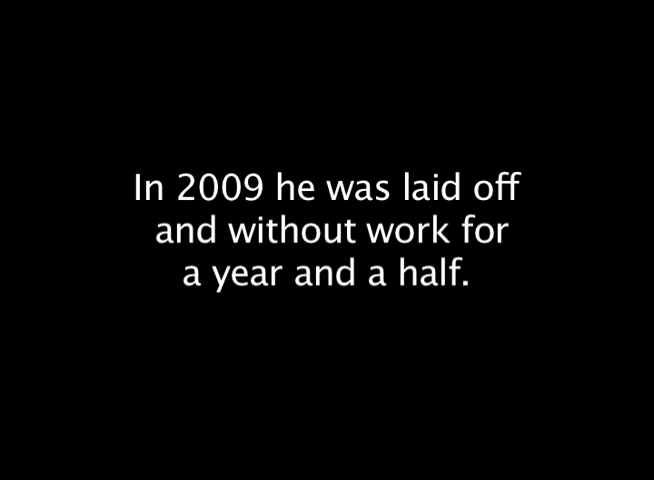 In 2009 he was laid off
and without work for
a year and a half.